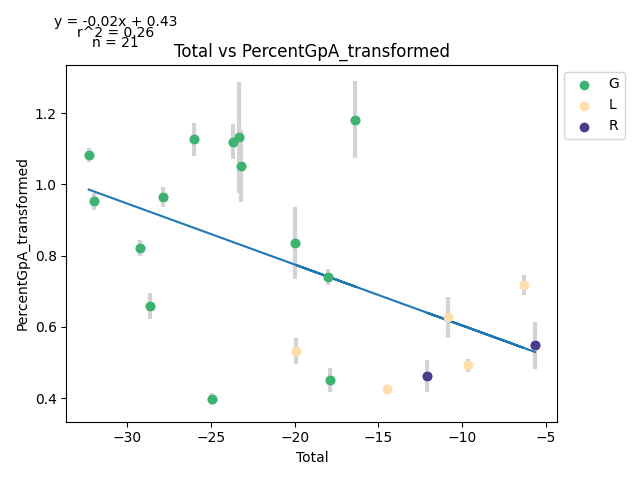 y = -0.02x + 0.43
r^2 = 0.26
n = 21
Total vs PercentGpA_transformed
G
L
R
PercentGpA_transformed
1.2
1.0
0.8
0.6
0.4
−30 −25 −20 −15 −10 −5
Total